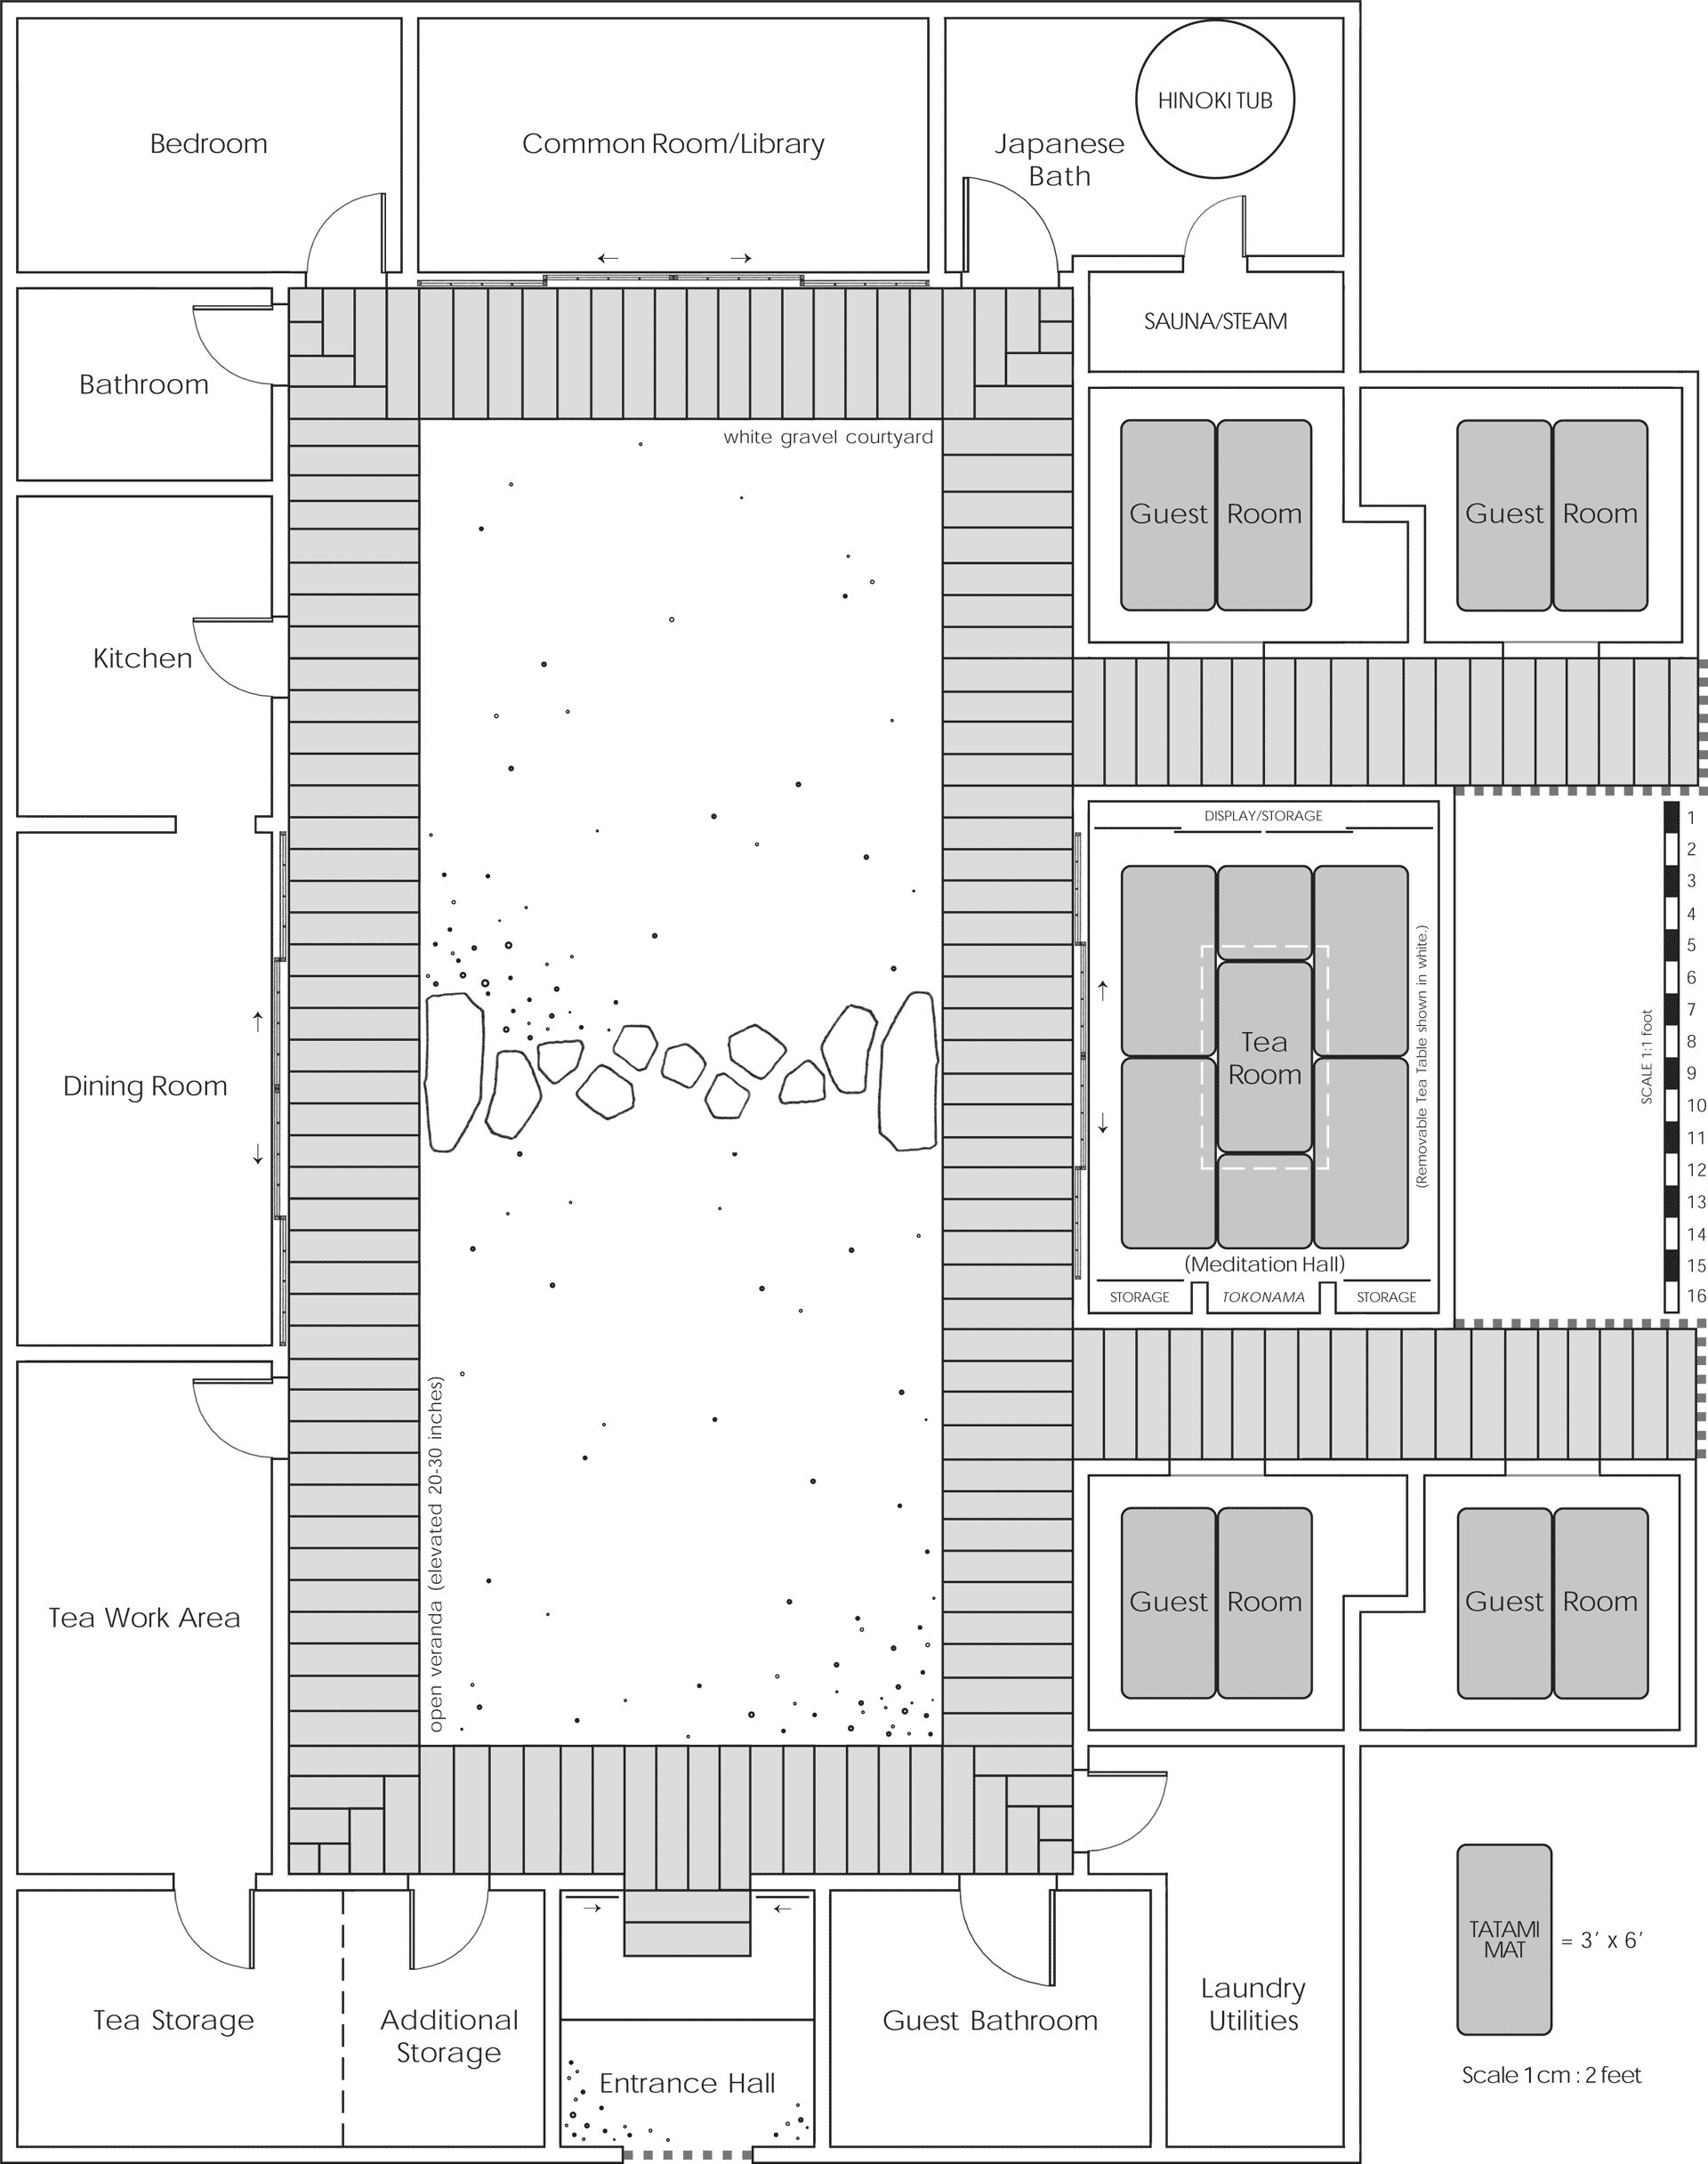 HINOKI TUB
Bedroom
Common Room/Library
Japanese
Bath
SAUNA/STEAM
Bathroom
white gravel courtyard
Guest Room
Guest Room
Kitchen
DISPLAY/STORAGE
Tea
Room
(Removable Tea Table shown in white.)
SCALE 1:1 foot
1
2
3
4
5
6
7
8
9
10
11
12
13
14
15
16
Dining Room
(Meditation Hall)
STORAGE
TOKONAMA
STORAGE
open veranda (elevated 20-30 inches)
Tea Work Area
Guest Room
Guest Room
Tea Storage
Additional
Storage
Entrance Hall
Guest Bathroom
Laundry
Utilities
TATAMI
MAT
= 3' x 6'
Scale 1 cm : 2 feet